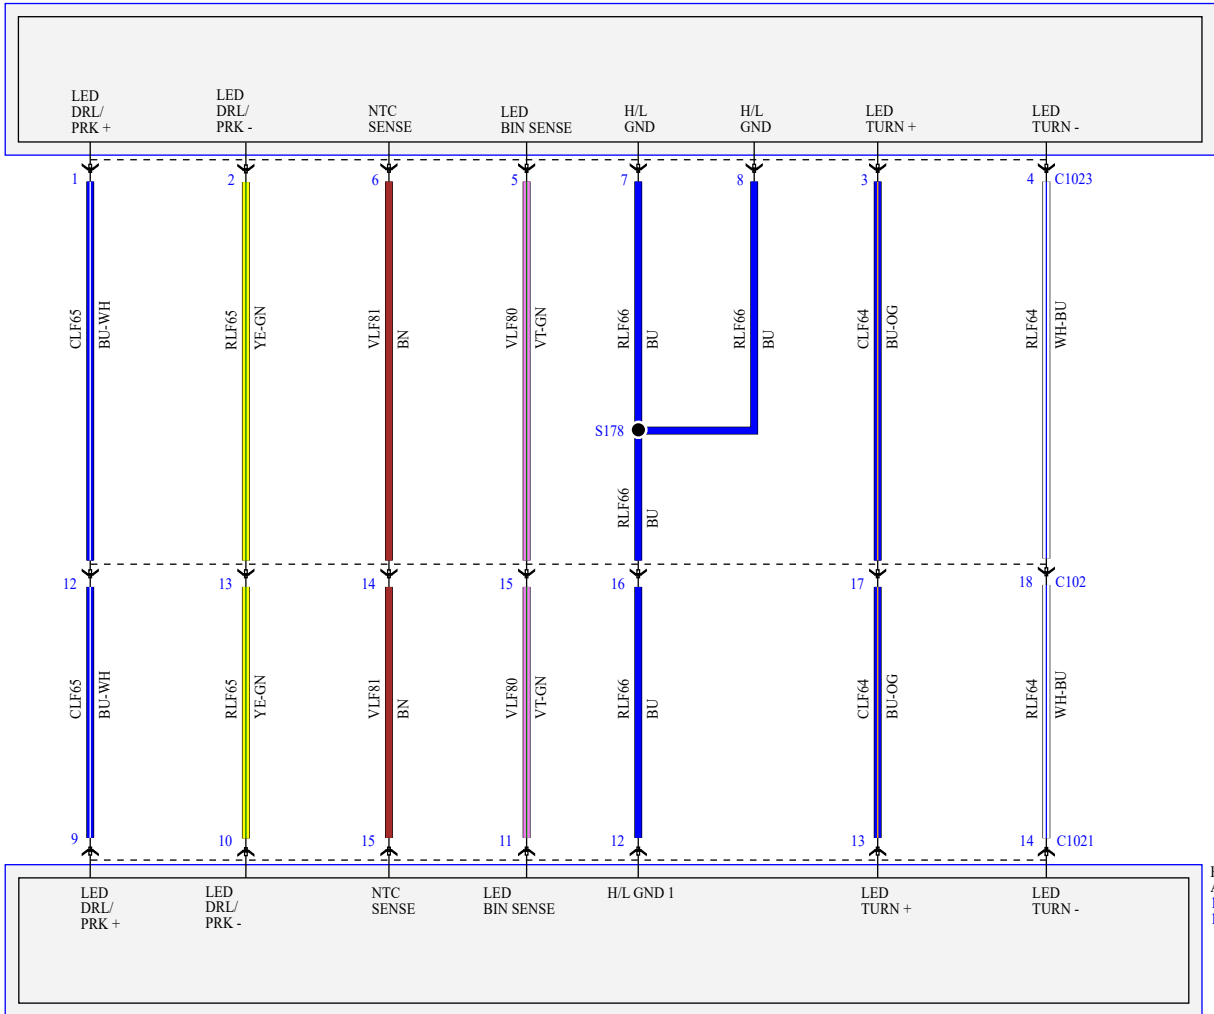 LED
DRL/
PRK +
LED
DRL/
PRK -
NTC
SENSE
LED
BIN SENSE
H/L
GND
H/L
GND
LED
TURN +
LED
TURN -
1
2
6
5
7
8
3
4
C1023
CLF65
BU-WH
RLF65
YE-GN
VLF81
BN
VLF80
VT-GN
RLF66
BU
RLF66
BU
CLF64
BU-OG
RLF64
WH-BU
S178
RLF66
BU
12
13
14
15
16
17
18
C102
CLF65
BU-WH
RLF65
YE-GN
VLF81
BN
VLF80
VT-GN
RLF66
BU
CLF64
BU-OG
RLF64
WH-BU
9
10
15
11
12
13
14
C1021
LED
DRL/
PRK +
LED
DRL/
PRK -
NTC
SENSE
LED
BIN SENSE
H/L GND 1
LED
TURN +
LED
TURN -